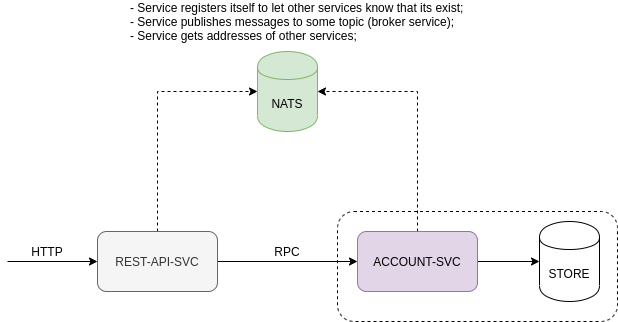 - Service registers itself to let other services know that its exist;
- Service publishes messages to some topic (broker service);
- Service gets addresses of other services;
NATS
HTTP
REST-API-SVC
RPC
ACCOUNT-SVC
STORE